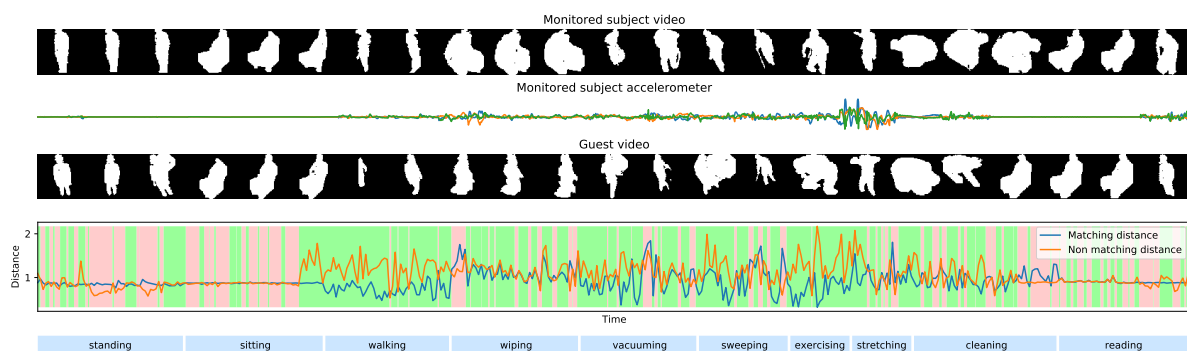 Monitored subject video
Monitored subject accelerometer
Guest video
2
1
Distance
Matching distance
Non matching distance
Time
standing sitting walking wiping vacuuming sweeping exercising stretching cleaning reading